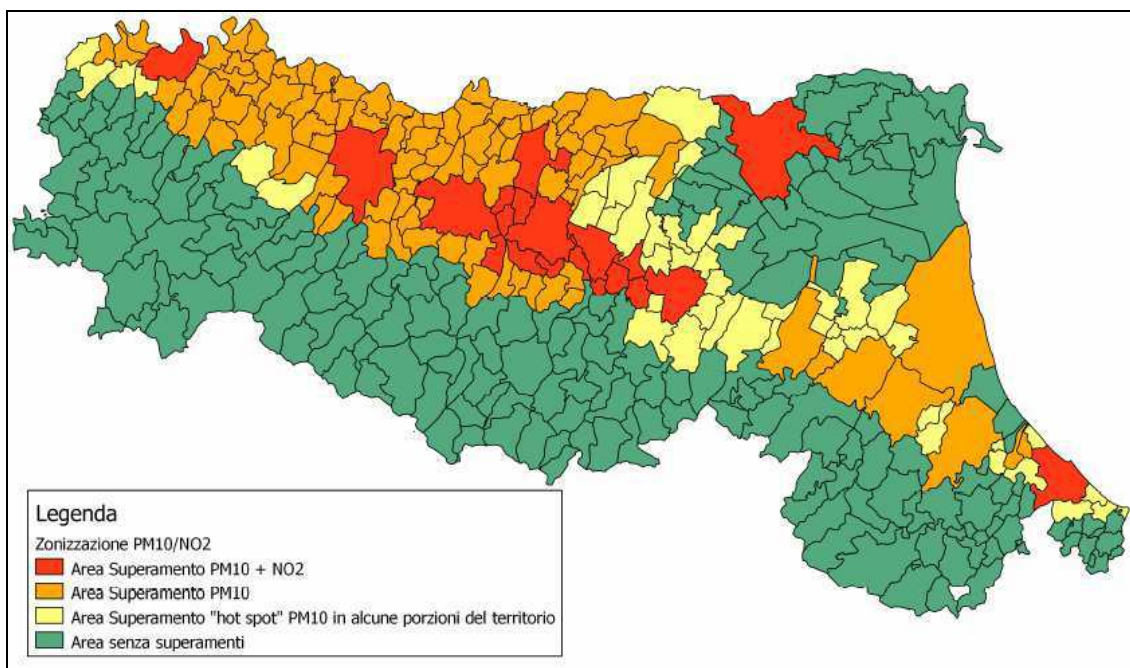 Legenda
Zonizzazione PM10/NO2
Area Superamento PM10 + NO2
Area Superamento PM10
Area Superamento "hot spot" PM10 in alcune porzioni del territorio
Area senza superamenti